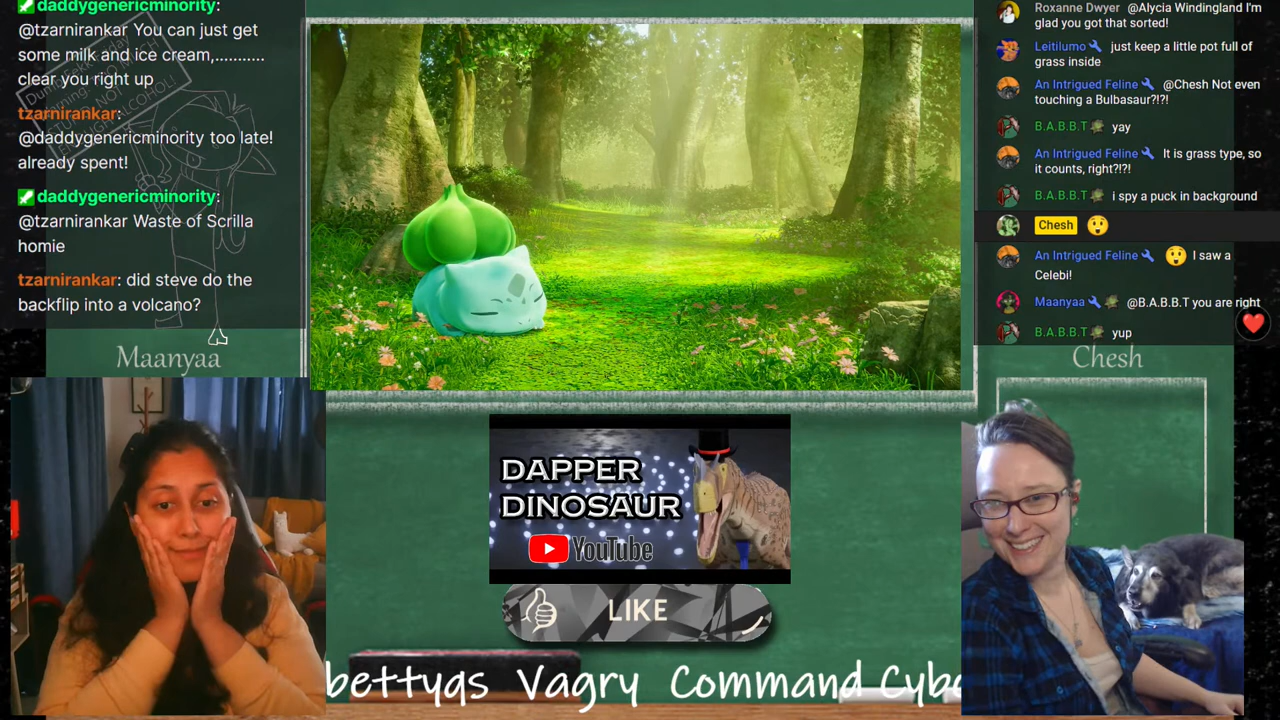 daddygenericminority:
@tzarnirankar You can just get
some milk and ice cream,...........
clear you right up
tzarnirankar:
@daddygenericminority too late!
already spent!
daddygenericminority:
@tzarnirankar Waste of Scrilla
homie
tzarnirankar: did steve do the
backflip into a volcano?
Maanyaa
DAPPER
DINOSAUR
YouTube
LIKE
bettyqs Vagry Command Cybe
Roxanne Dwyer @Alycia Windingland I'm
glad you got that sorted!
Leitilumo just keep a little pot full of
grass inside
An Intrigued Feline @Chesh Not even
touching a Bulbasaur?!?!
B.A.B.B.T yay
An Intrigued Feline It is grass type, so
it counts, right?!?!
B.A.B.B.T i spy a puck in background
Chesh 😲
An Intrigued Feline 😲 I saw a
Celebi!
Maanyaa @B.A.B.B.T you are right
B.A.B.B.T yup
Chesh